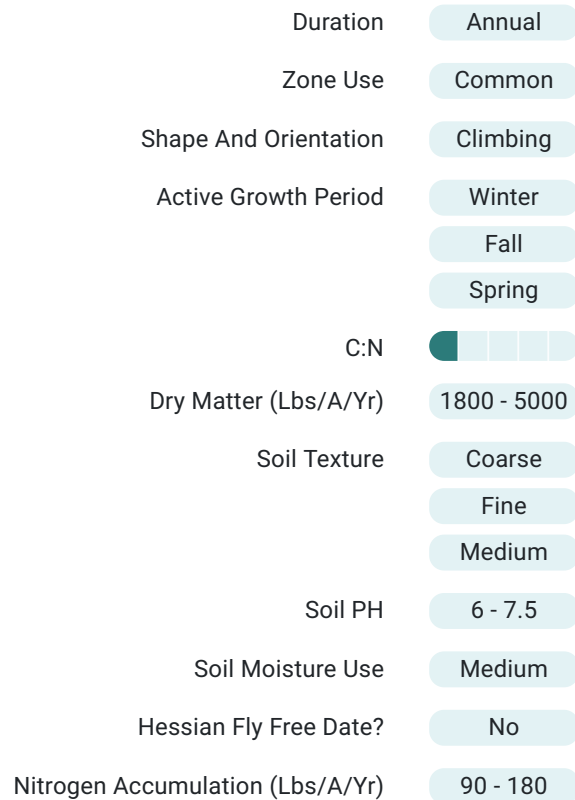 Duration Annual
Zone Use Common
Shape And Orientation Climbing
Active Growth Period Winter
Fall
Spring
C:N
Dry Matter (Lbs/A/Yr) 1800 - 5000
Soil Texture Coarse
Fine
Medium
Soil PH 6 - 7.5
Soil Moisture Use Medium
Hessian Fly Free Date? No
Nitrogen Accumulation (Lbs/A/Yr) 90 - 180